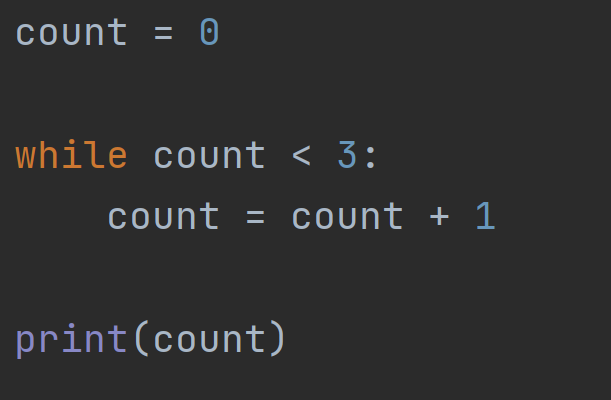 count = 0
while count < 3:
    count = count + 1
print(count)